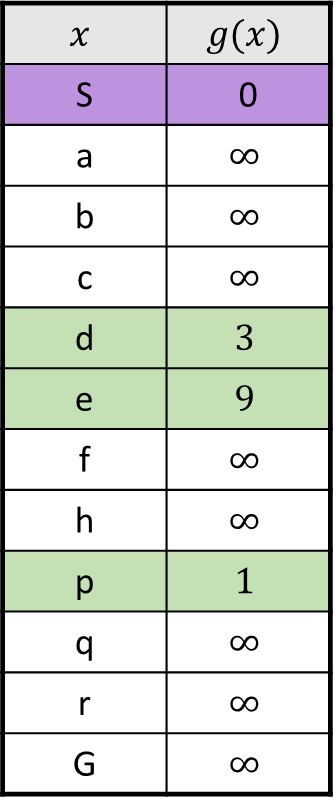 x g(x)
S 0
a ∞
b ∞
c ∞
d 3
e 9
f ∞
h ∞
p 1
q ∞
r ∞
G ∞